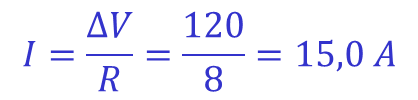 I = ΔV/R = 120/8 = 15,0 A